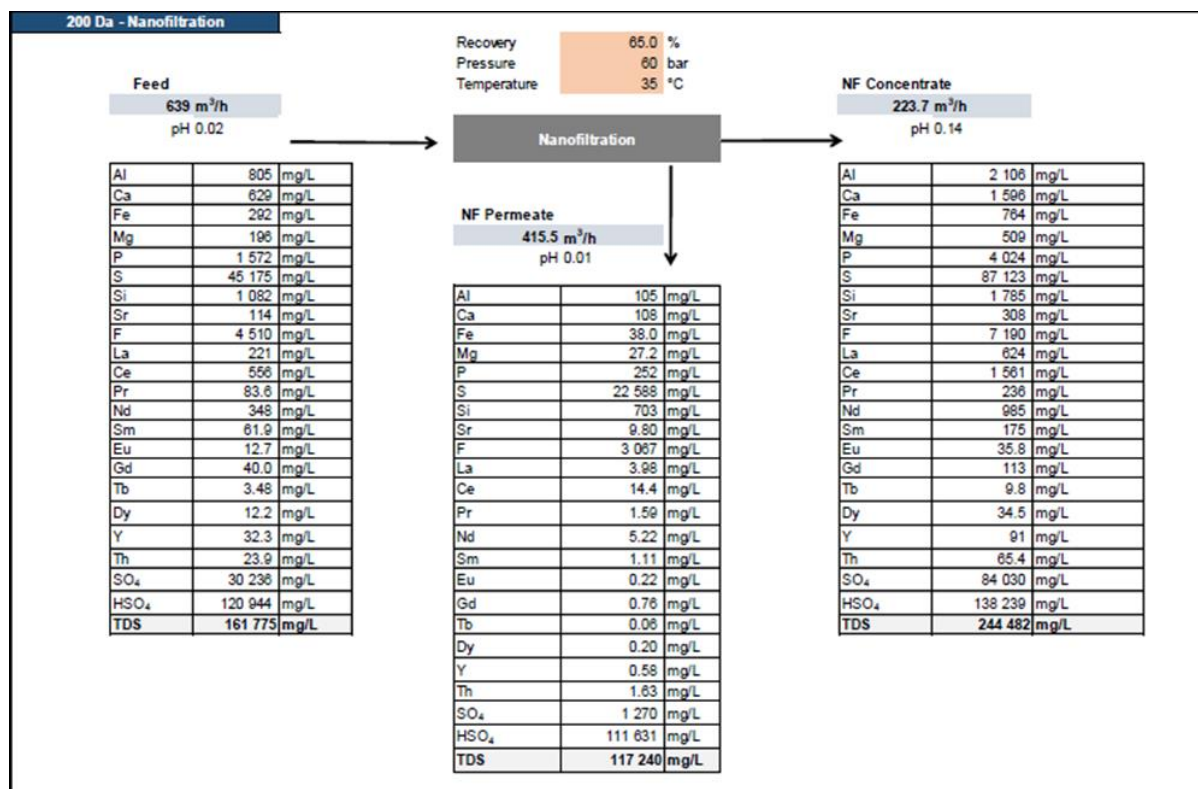 200 Da - Nanofiltration
Recovery 65.0 %
Pressure 60 bar
Temperature 35 °C
Feed
639 m³/h
pH 0.02
Al 805 mg/L
Ca 629 mg/L
Fe 292 mg/L
Mg 196 mg/L
P 1 572 mg/L
S 45 175 mg/L
Si 1 082 mg/L
Sr 114 mg/L
F 4 510 mg/L
La 221 mg/L
Ce 556 mg/L
Pr 83.6 mg/L
Nd 348 mg/L
Sm 61.9 mg/L
Eu 12.7 mg/L
Gd 40.0 mg/L
Tb 3.48 mg/L
Dy 12.2 mg/L
Y 32.3 mg/L
Th 23.9 mg/L
SO₄ 30 236 mg/L
HSO₄ 120 944 mg/L
TDS 161 775 mg/L
Nanofiltration
NF Permeate
415.5 m³/h
pH 0.01
Al 105 mg/L
Ca 108 mg/L
Fe 38.0 mg/L
Mg 27.2 mg/L
P 252 mg/L
S 22 588 mg/L
Si 703 mg/L
Sr 9.80 mg/L
F 3 067 mg/L
La 3.98 mg/L
Ce 14.4 mg/L
Pr 1.59 mg/L
Nd 5.22 mg/L
Sm 1.11 mg/L
Eu 0.22 mg/L
Gd 0.76 mg/L
Tb 0.06 mg/L
Dy 0.20 mg/L
Y 0.58 mg/L
Th 1.63 mg/L
SO₄ 1 270 mg/L
HSO₄ 111 631 mg/L
TDS 117 240 mg/L
NF Concentrate
223.7 m³/h
pH 0.14
Al 2 106 mg/L
Ca 1 596 mg/L
Fe 764 mg/L
Mg 509 mg/L
P 4 024 mg/L
S 87 123 mg/L
Si 1 785 mg/L
Sr 308 mg/L
F 7 190 mg/L
La 624 mg/L
Ce 1 561 mg/L
Pr 236 mg/L
Nd 985 mg/L
Sm 175 mg/L
Eu 35.8 mg/L
Gd 113 mg/L
Tb 9.8 mg/L
Dy 34.5 mg/L
Y 91 mg/L
Th 65.4 mg/L
SO₄ 84 030 mg/L
HSO₄ 138 239 mg/L
TDS 244 482 mg/L